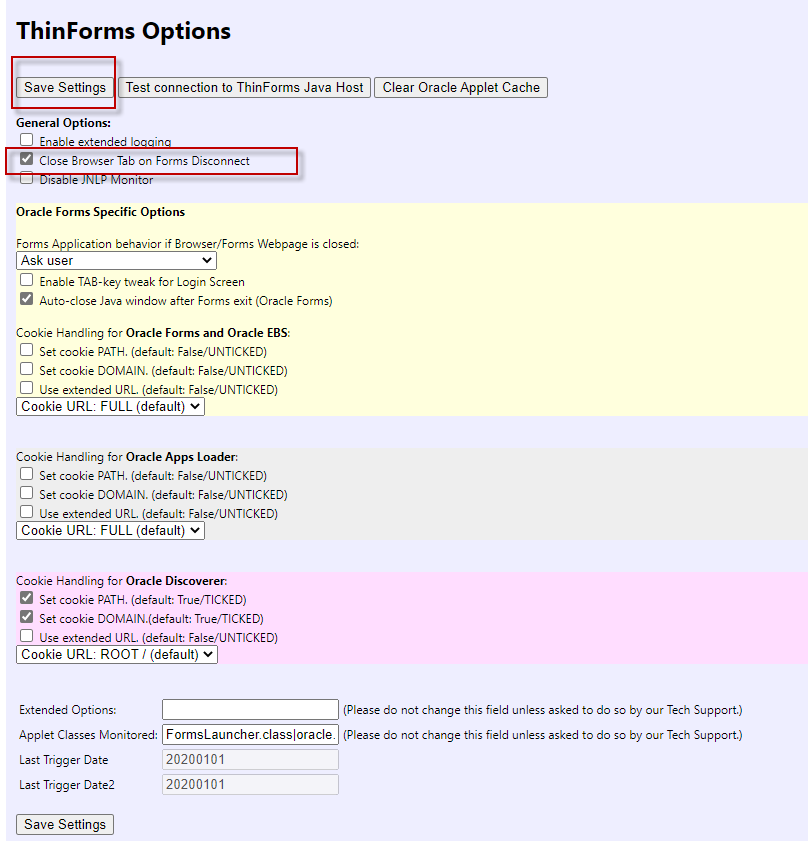 ThinForms Options
Save Settings Test connection to ThinForms Java Host Clear Oracle Applet Cache
General Options:
Enable extended logging
Close Browser Tab on Forms Disconnect
Disable JNLP Monitor
Oracle Forms Specific Options
Forms Application behavior if Browser/Forms Webpage is closed:
Ask user
Enable TAB-key tweak for Login Screen
Auto-close Java window after Forms exit (Oracle Forms)
Cookie Handling for Oracle Forms and Oracle EBS:
Set cookie PATH. (default: False/UNTICKED)
Set cookie DOMAIN. (default: False/UNTICKED)
Use extended URL. (default: False/UNTICKED)
Cookie URL: FULL (default)
Cookie Handling for Oracle Apps Loader:
Set cookie PATH. (default: False/UNTICKED)
Set cookie DOMAIN. (default: False/UNTICKED)
Use extended URL. (default: False/UNTICKED)
Cookie URL: FULL (default)
Cookie Handling for Oracle Discoverer:
Set cookie PATH. (default: True/TICKED)
Set cookie DOMAIN.(default: True/TICKED)
Use extended URL. (default: False/UNTICKED)
Cookie URL: ROOT / (default)
Extended Options: (Please do not change this field unless asked to do so by our Tech Support.)
Applet Classes Monitored: FormsLauncher.class|oracle. (Please do not change this field unless asked to do so by our Tech Support.)
Last Trigger Date 20200101
Last Trigger Date2 20200101
Save Settings